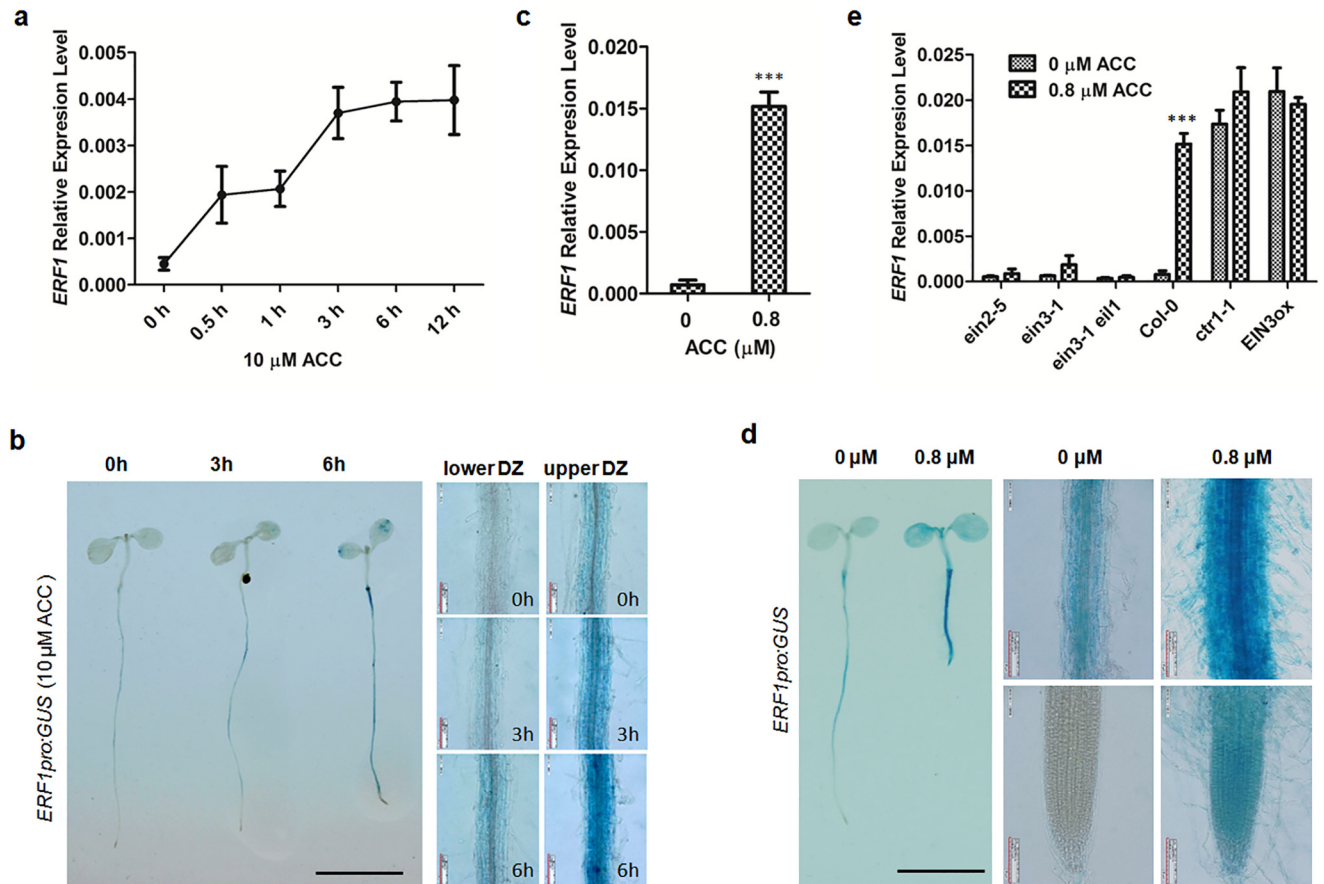 a
ERF1 Relative Expression Level
0.005
0.004
0.003
0.002
0.001
0.000
0 h
0.5 h
1 h
3 h
6 h
12 h
10 μM ACC
c
ERF1 Relative Expression Level
0.020
0.015
0.010
0.005
0.000
***
0
0.8
ACC (μM)
e
ERF1 Relative Expression Level
0.025
0.020
0.015
0.010
0.005
0.000
0 μM ACC
0.8 μM ACC
***
ein2-5
ein3-1
ein3-1 eil1
Col-0
ctr1-1
EIN3ox
b
ERF1pro:GUS (10 μM ACC)
0h
3h
6h
lower DZ
upper DZ
0h
0h
3h
3h
6h
6h
d
ERF1pro:GUS
0 μM
0.8 μM
0 μM
0.8 μM